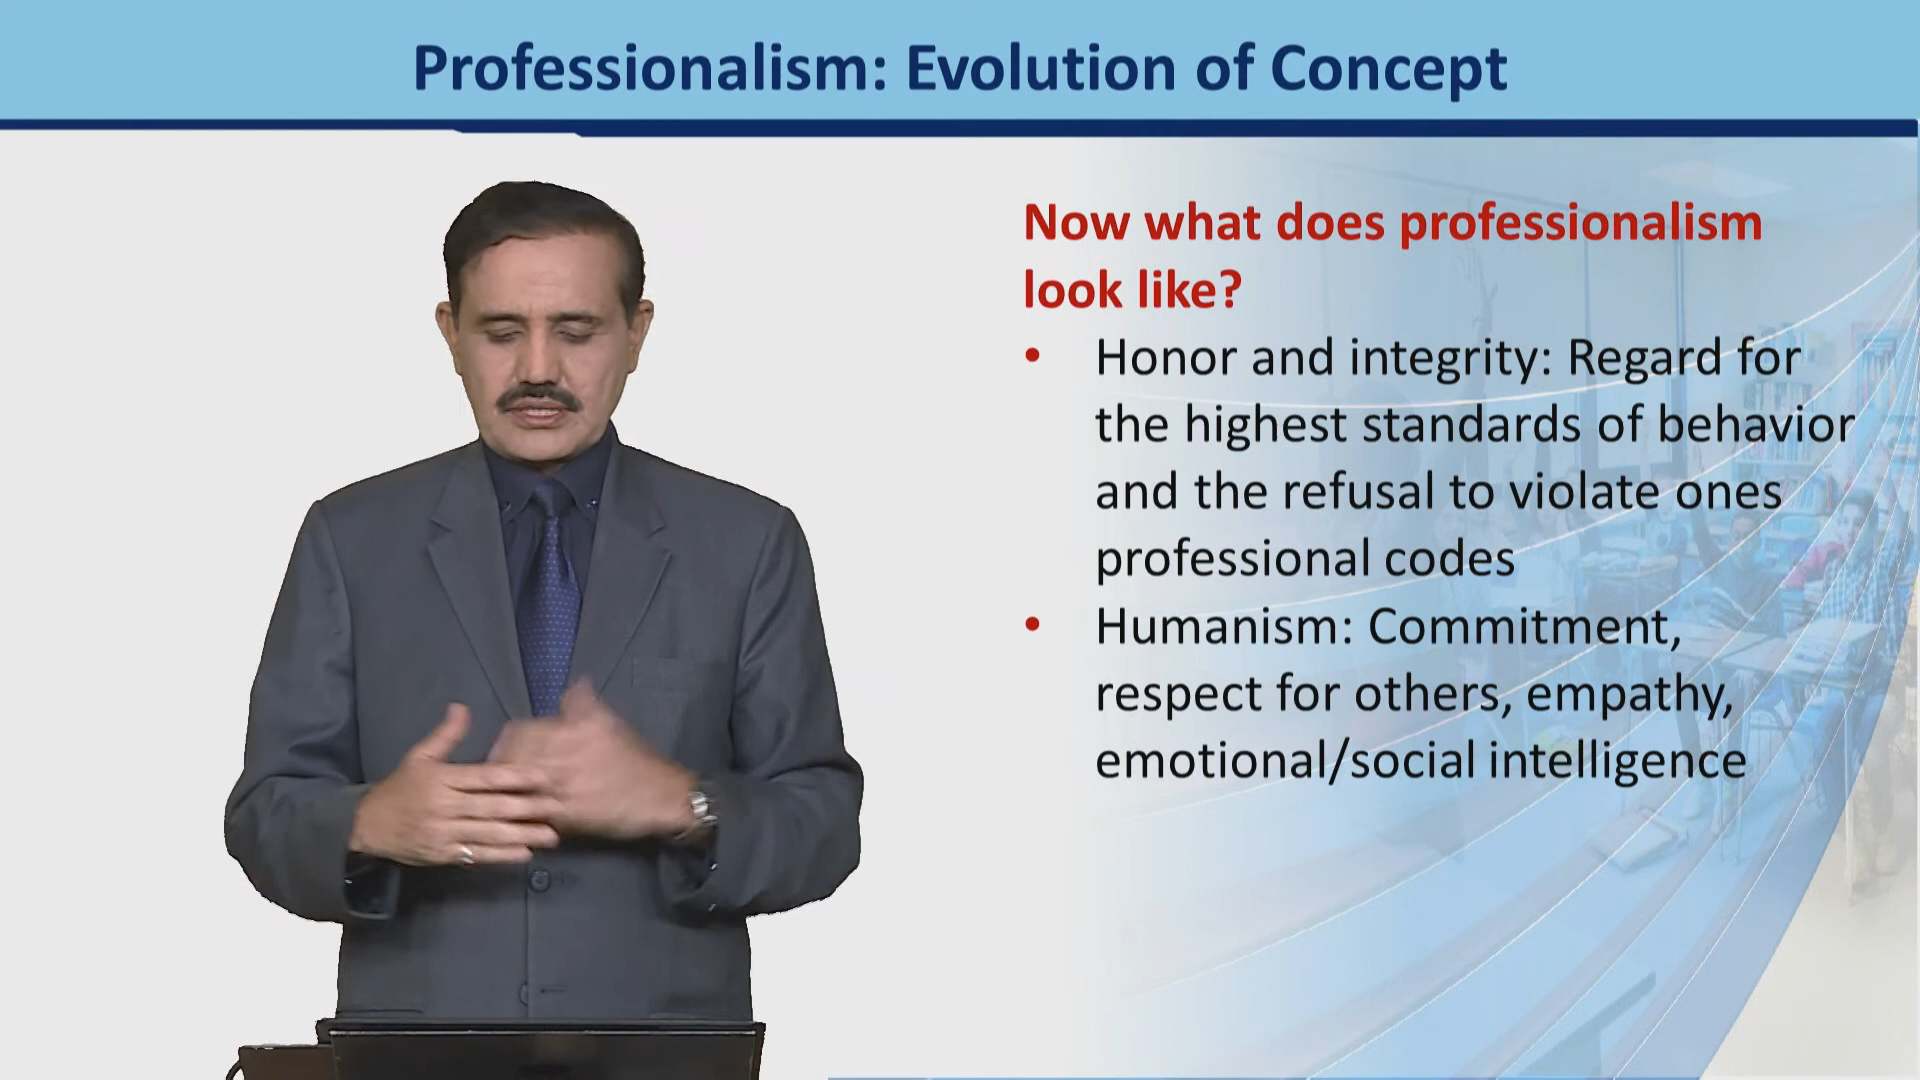 Professionalism: Evolution of Concept
Now what does professionalism
look like?
• Honor and integrity: Regard for
the highest standards of behavior
and the refusal to violate ones
professional codes
• Humanism: Commitment,
respect for others, empathy,
emotional/social intelligence